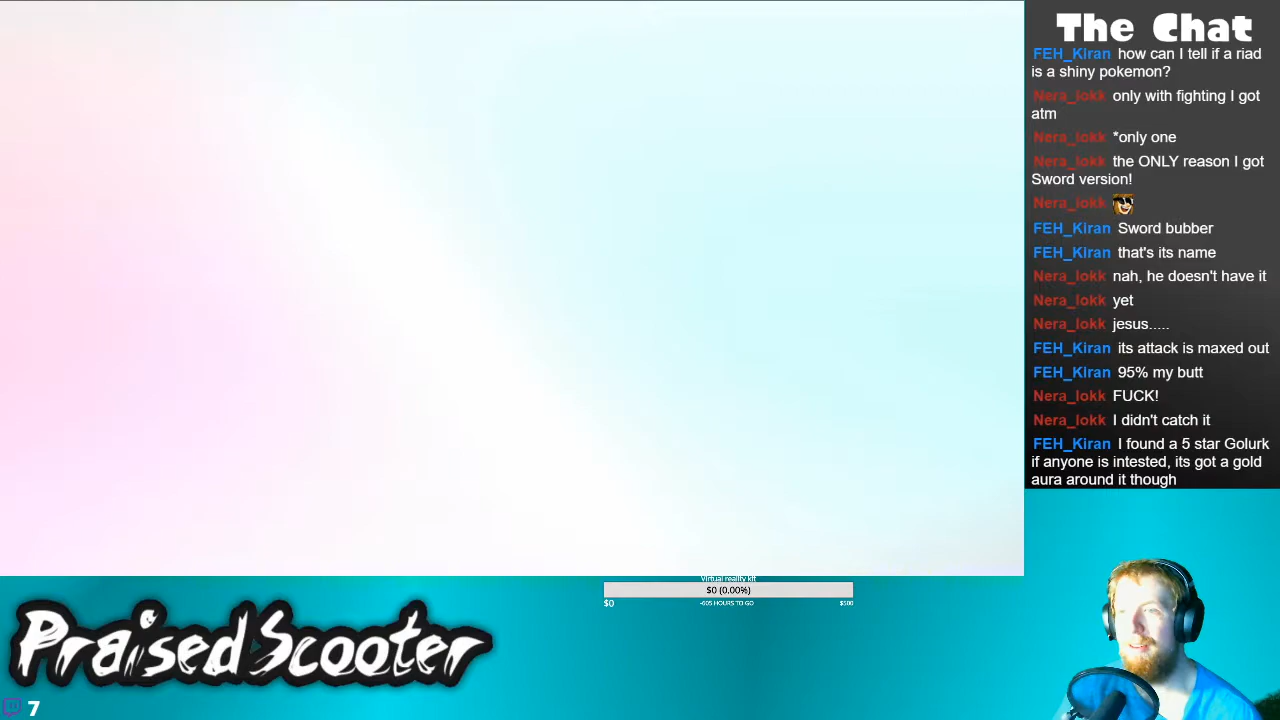 The Chat
FEH_Kiran how can I tell if a riad
is a shiny pokemon?
Nera_lokk only with fighting I got
atm
Nera_lokk *only one
Nera_lokk the ONLY reason I got
Sword version!
Nera_lokk
FEH_Kiran Sword bubber
FEH_Kiran that's its name
Nera_lokk nah, he doesn't have it
Nera_lokk yet
Nera_lokk jesus.....
FEH_Kiran its attack is maxed out
FEH_Kiran 95% my butt
Nera_lokk FUCK!
Nera_lokk I didn't catch it
FEH_Kiran I found a 5 star Golurk
if anyone is intested, its got a gold
aura around it though
Virtual reality kit
$0 (0.00%)
$0 -605 HOURS TO GO $500
PraisedScooter
7